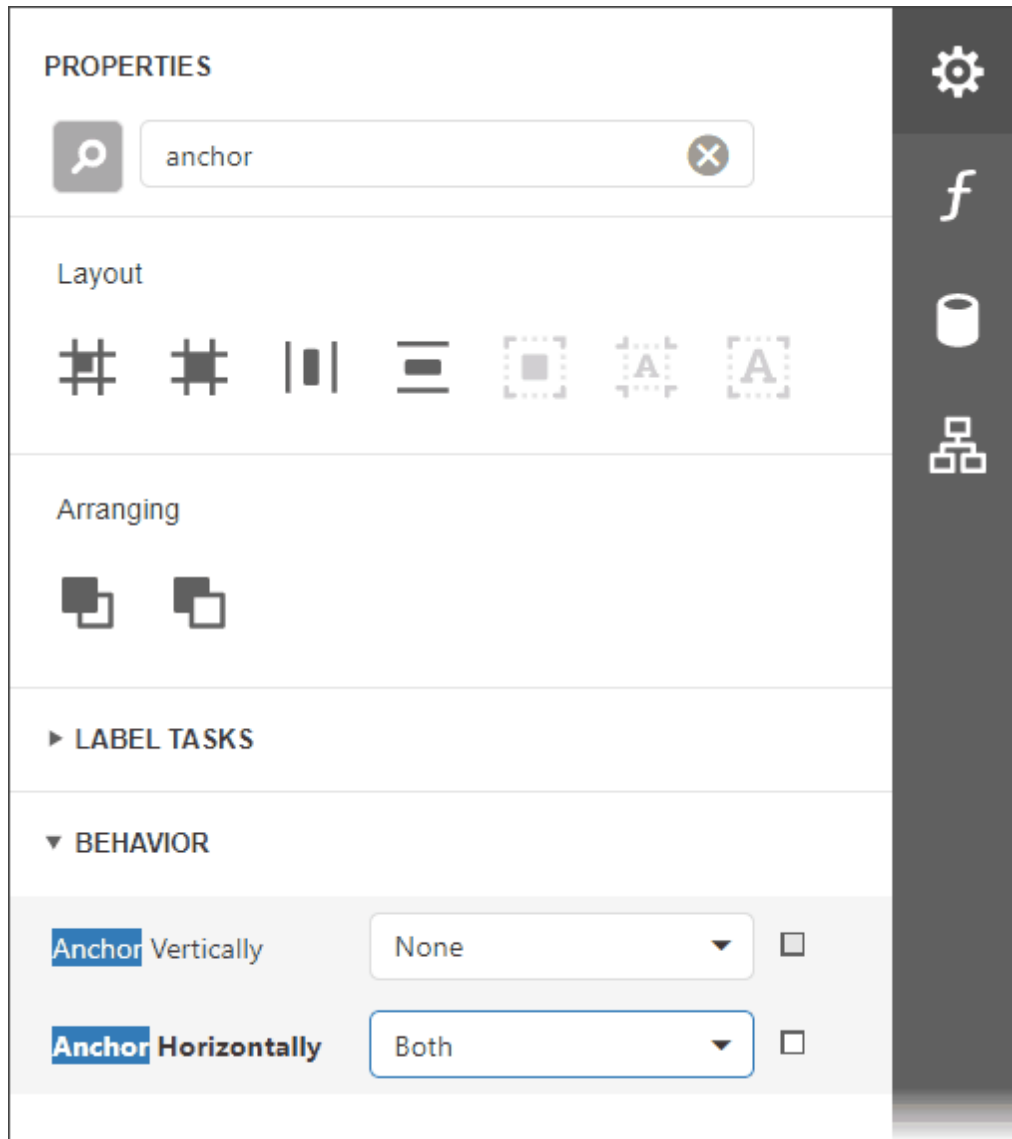 PROPERTIES
anchor
Layout
Arranging
LABEL TASKS
BEHAVIOR
Anchor Vertically None
Anchor Horizontally Both